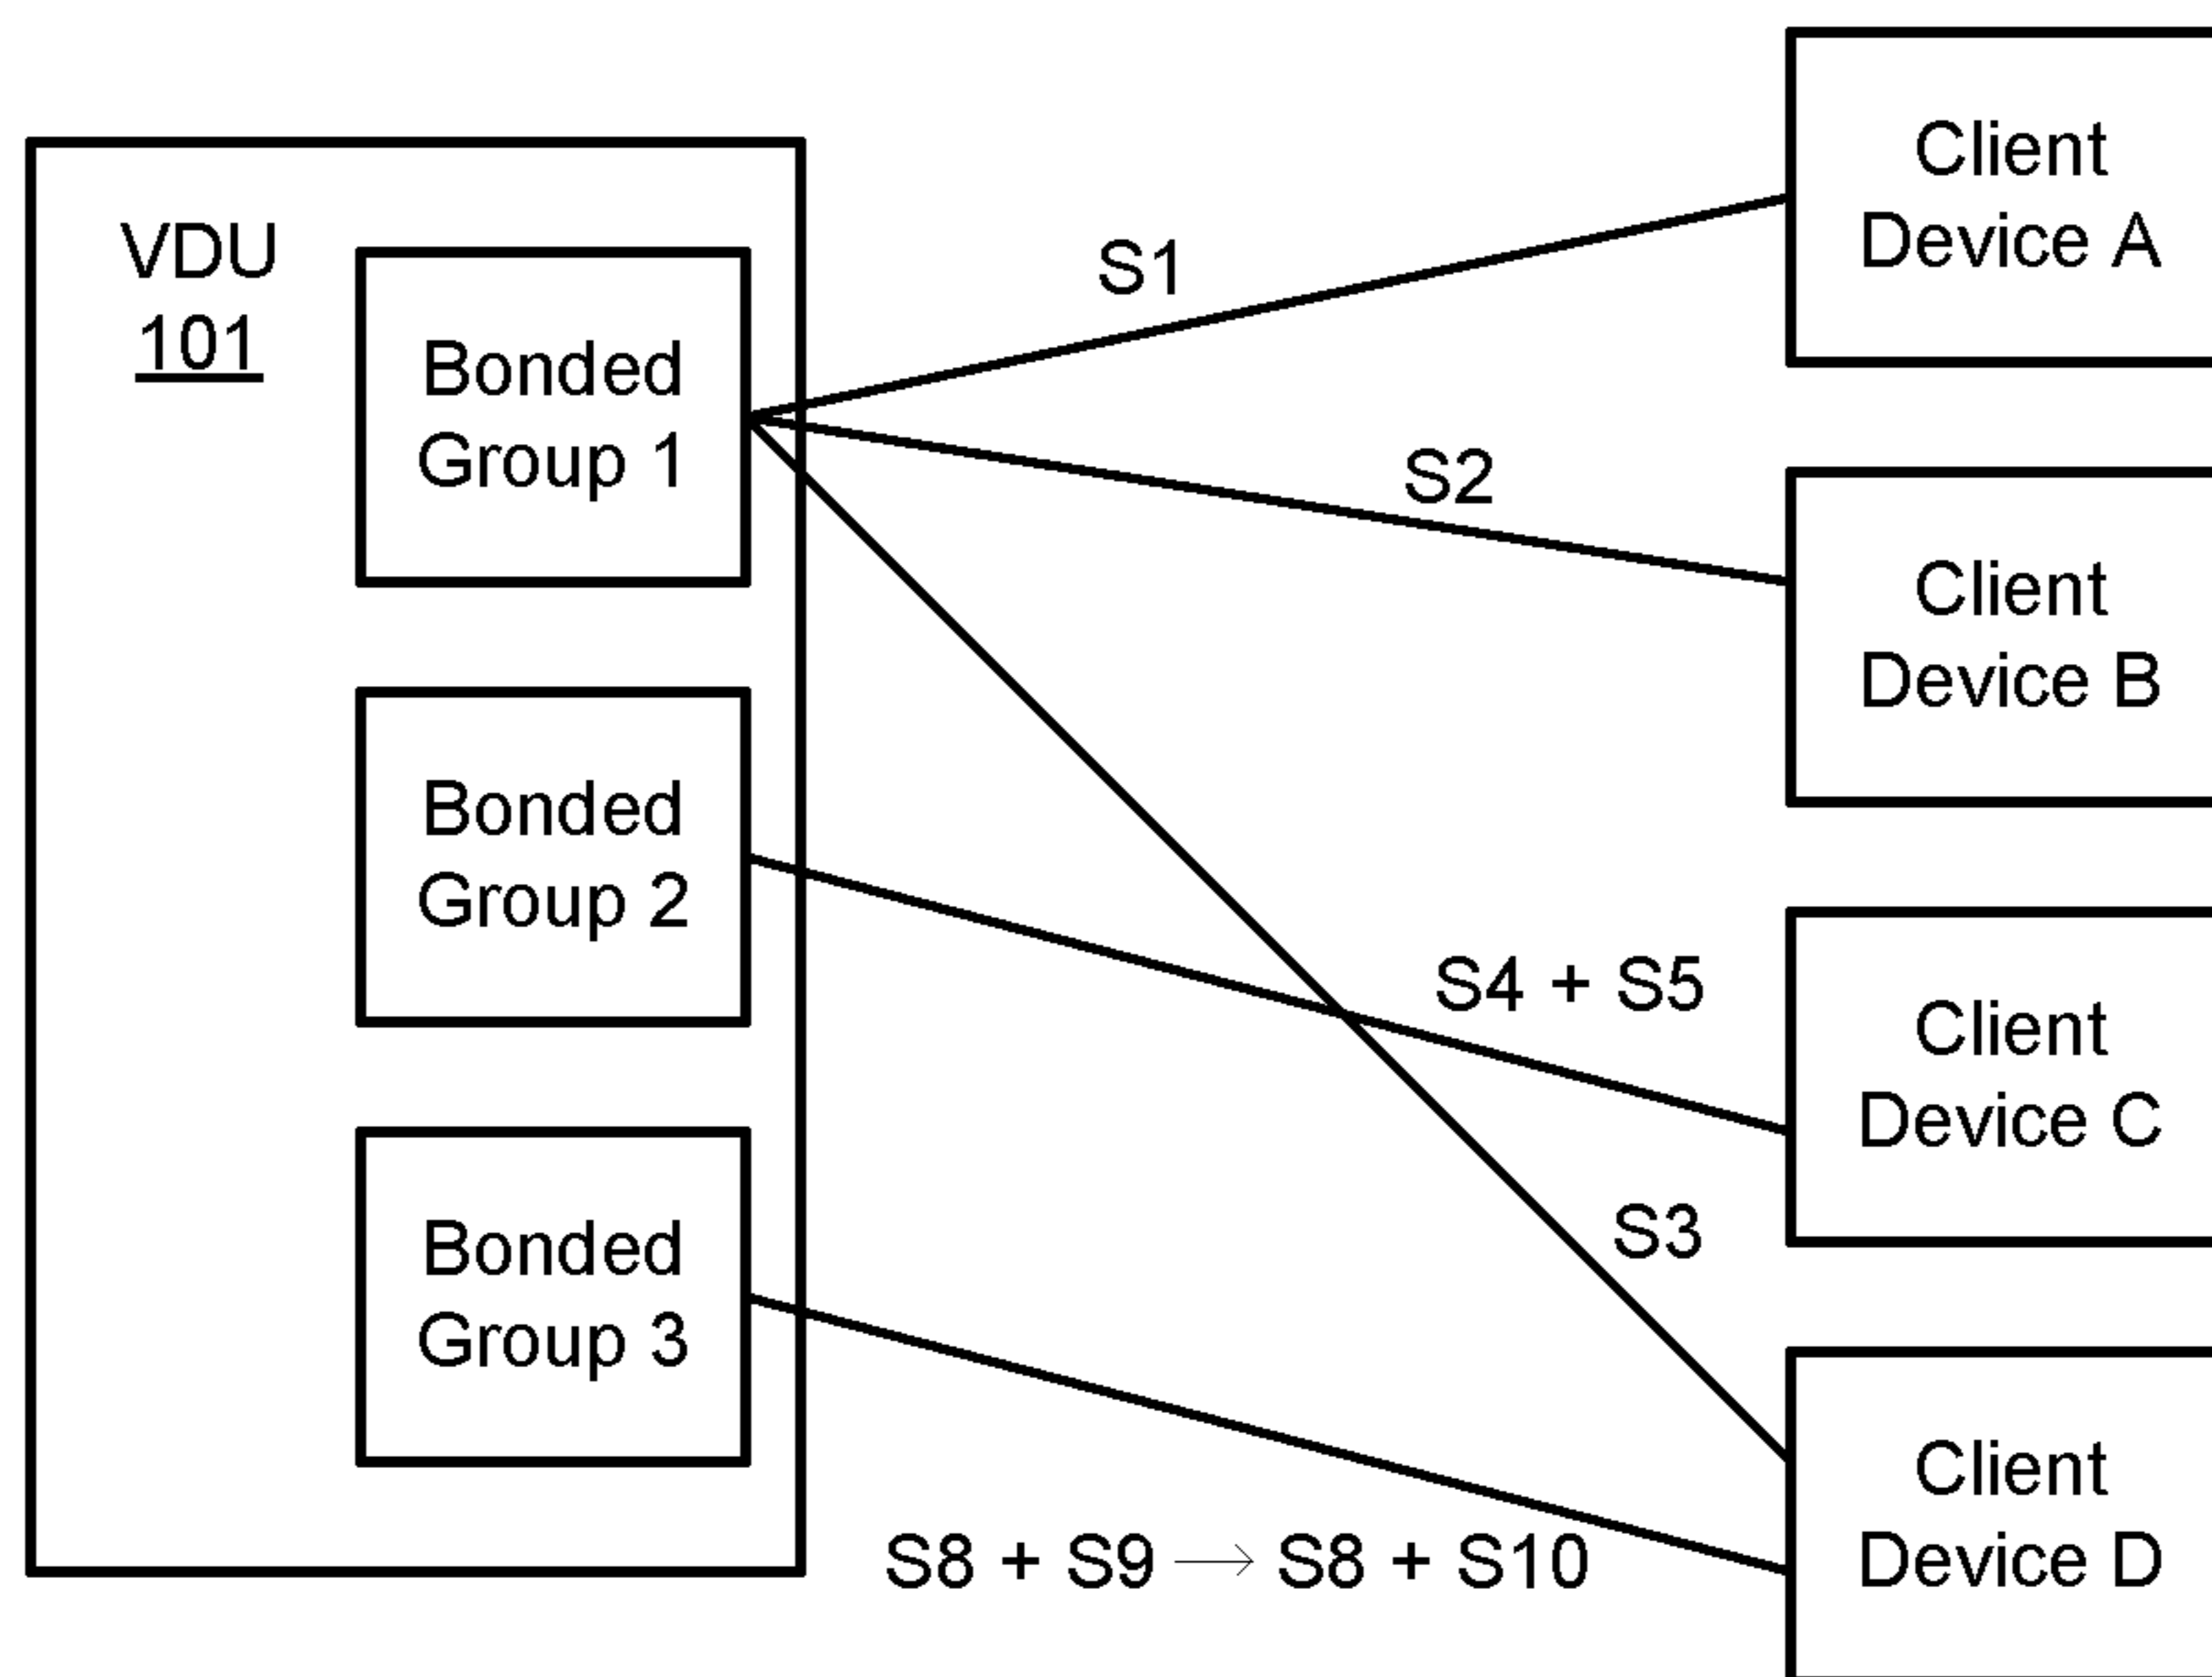 VDU
101
Bonded
Group 1
Bonded
Group 2
Bonded
Group 3
S1
S2
S4 + S5
S3
S8 + S9 → S8 + S10
Client
Device A
Client
Device B
Client
Device C
Client
Device D